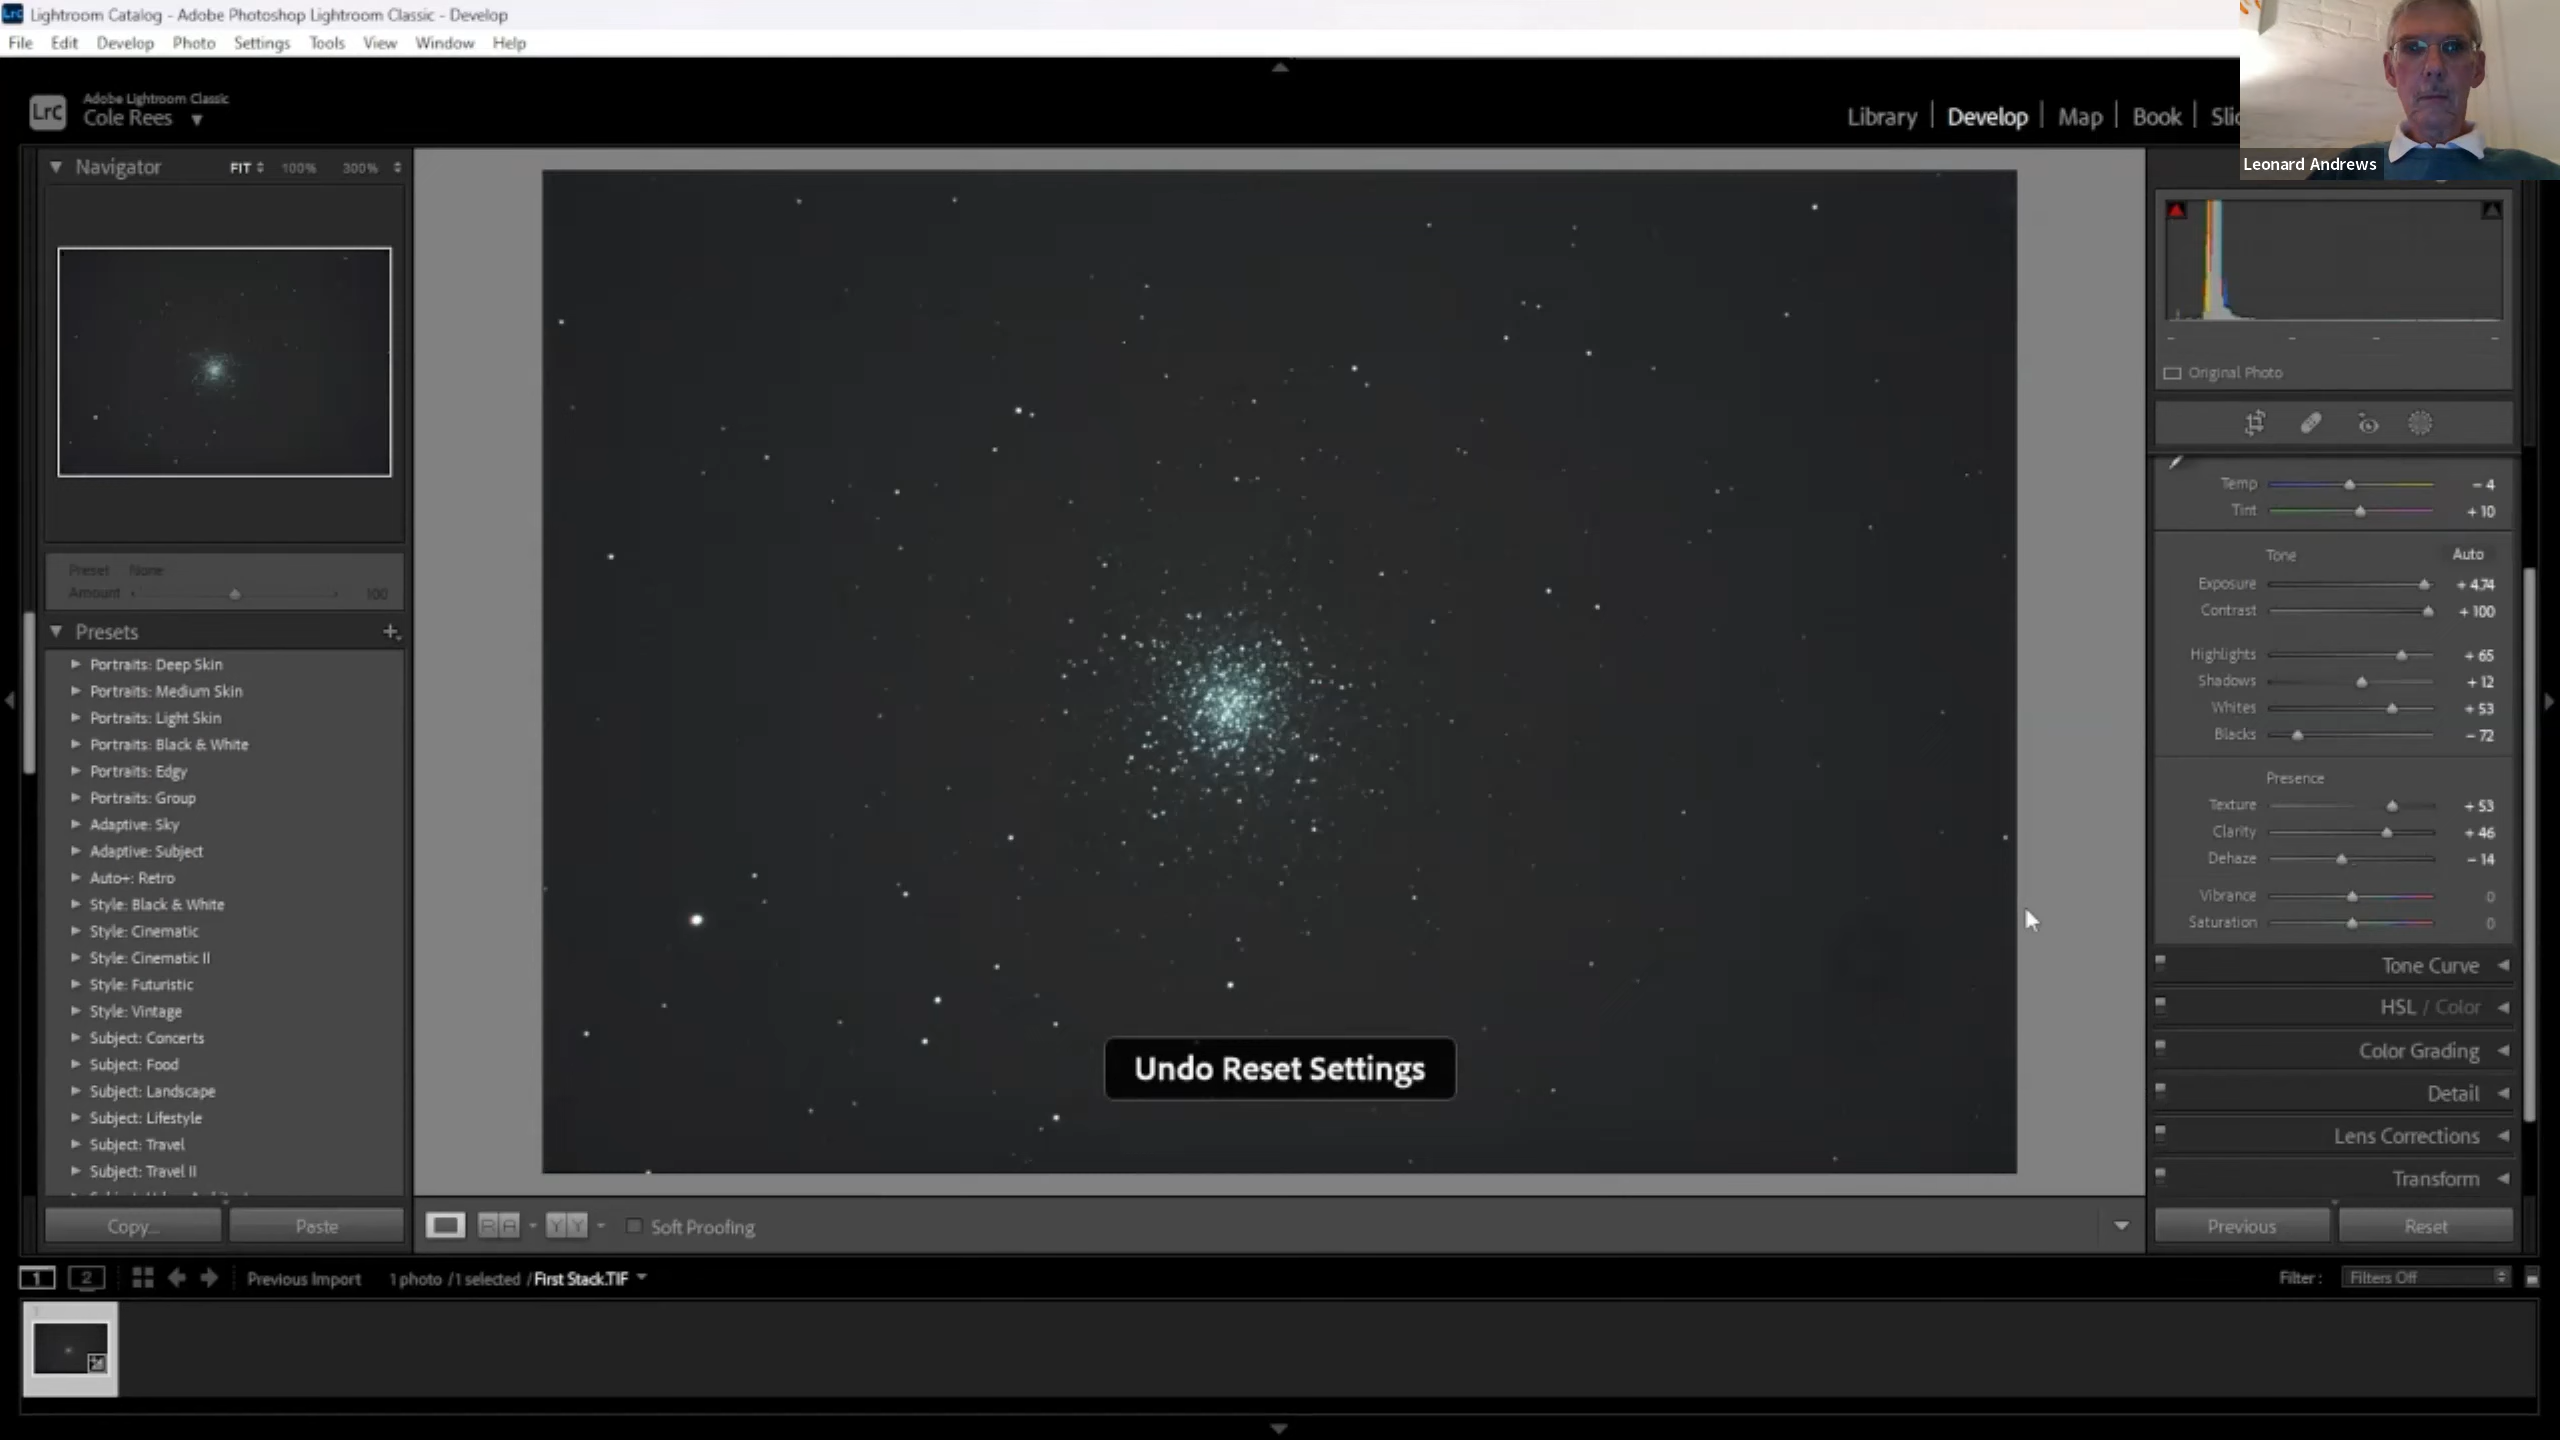 Lightroom Catalog - Adobe Photoshop Lightroom Classic - Develop
File Edit Develop Photo Settings Tools View Window Help
LrC
Adobe Lightroom Classic
Cole Rees
Library | Develop | Map | Book |
Leonard Andrews
Navigator FIT 100% 300%
Original Photo
Temp - 4
Tint + 10
Tone Auto
Exposure + 4.74
Contrast + 100
Highlights + 65
Shadows + 12
Whites + 53
Blacks - 72
Presence
Texture + 53
Clarity + 46
Dehaze - 14
Vibrance 0
Saturation 0
Tone Curve
HSL / Color
Color Grading
Detail
Lens Corrections
Transform
Previous Reset
Preset None
Amount 100
Presets
Portraits: Deep Skin
Portraits: Medium Skin
Portraits: Light Skin
Portraits: Black & White
Portraits: Edgy
Portraits: Group
Adaptive: Sky
Adaptive: Subject
Auto+: Retro
Style: Black & White
Style: Cinematic
Style: Cinematic II
Style: Futuristic
Style: Vintage
Subject: Concerts
Subject: Food
Subject: Landscape
Subject: Lifestyle
Subject: Travel
Subject: Travel II
Copy... Paste
Undo Reset Settings
R A Y Y Soft Proofing
1 2 Previous Import 1 photo / 1 selected / First Stack.TIF
Filter : Filters Off